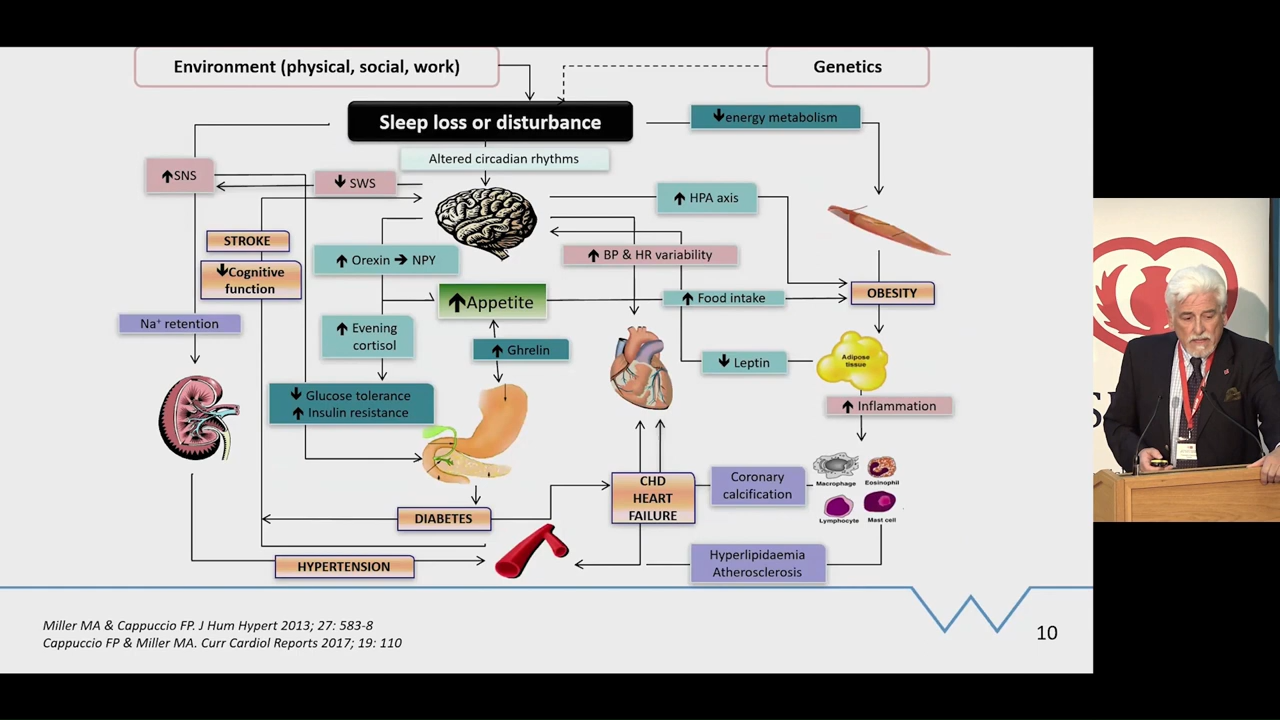 Environment (physical, social, work)
Genetics
Sleep loss or disturbance
🡇energy metabolism
Altered circadian rhythms
🡅SNS
🡇 SWS
🡅 HPA axis
STROKE
🡇Cognitive
function
🡅 Orexin 🡆 NPY
🡅 BP & HR variability
🡅Appetite
🡅 Food intake
OBESITY
Na⁺ retention
🡅 Evening
cortisol
🡅 Ghrelin
🡇 Leptin
Adipose
tissue
🡇 Glucose tolerance
🡅 Insulin resistance
🡅 Inflammation
CHD
HEART
FAILURE
Coronary
calcification
Macrophage
Eosinophil
Lymphocyte
Mast cell
DIABETES
HYPERTENSION
Hyperlipidaemia
Atherosclerosis
Miller MA & Cappuccio FP. J Hum Hypert 2013; 27: 583-8
Cappuccio FP & Miller MA. Curr Cardiol Reports 2017; 19: 110
10